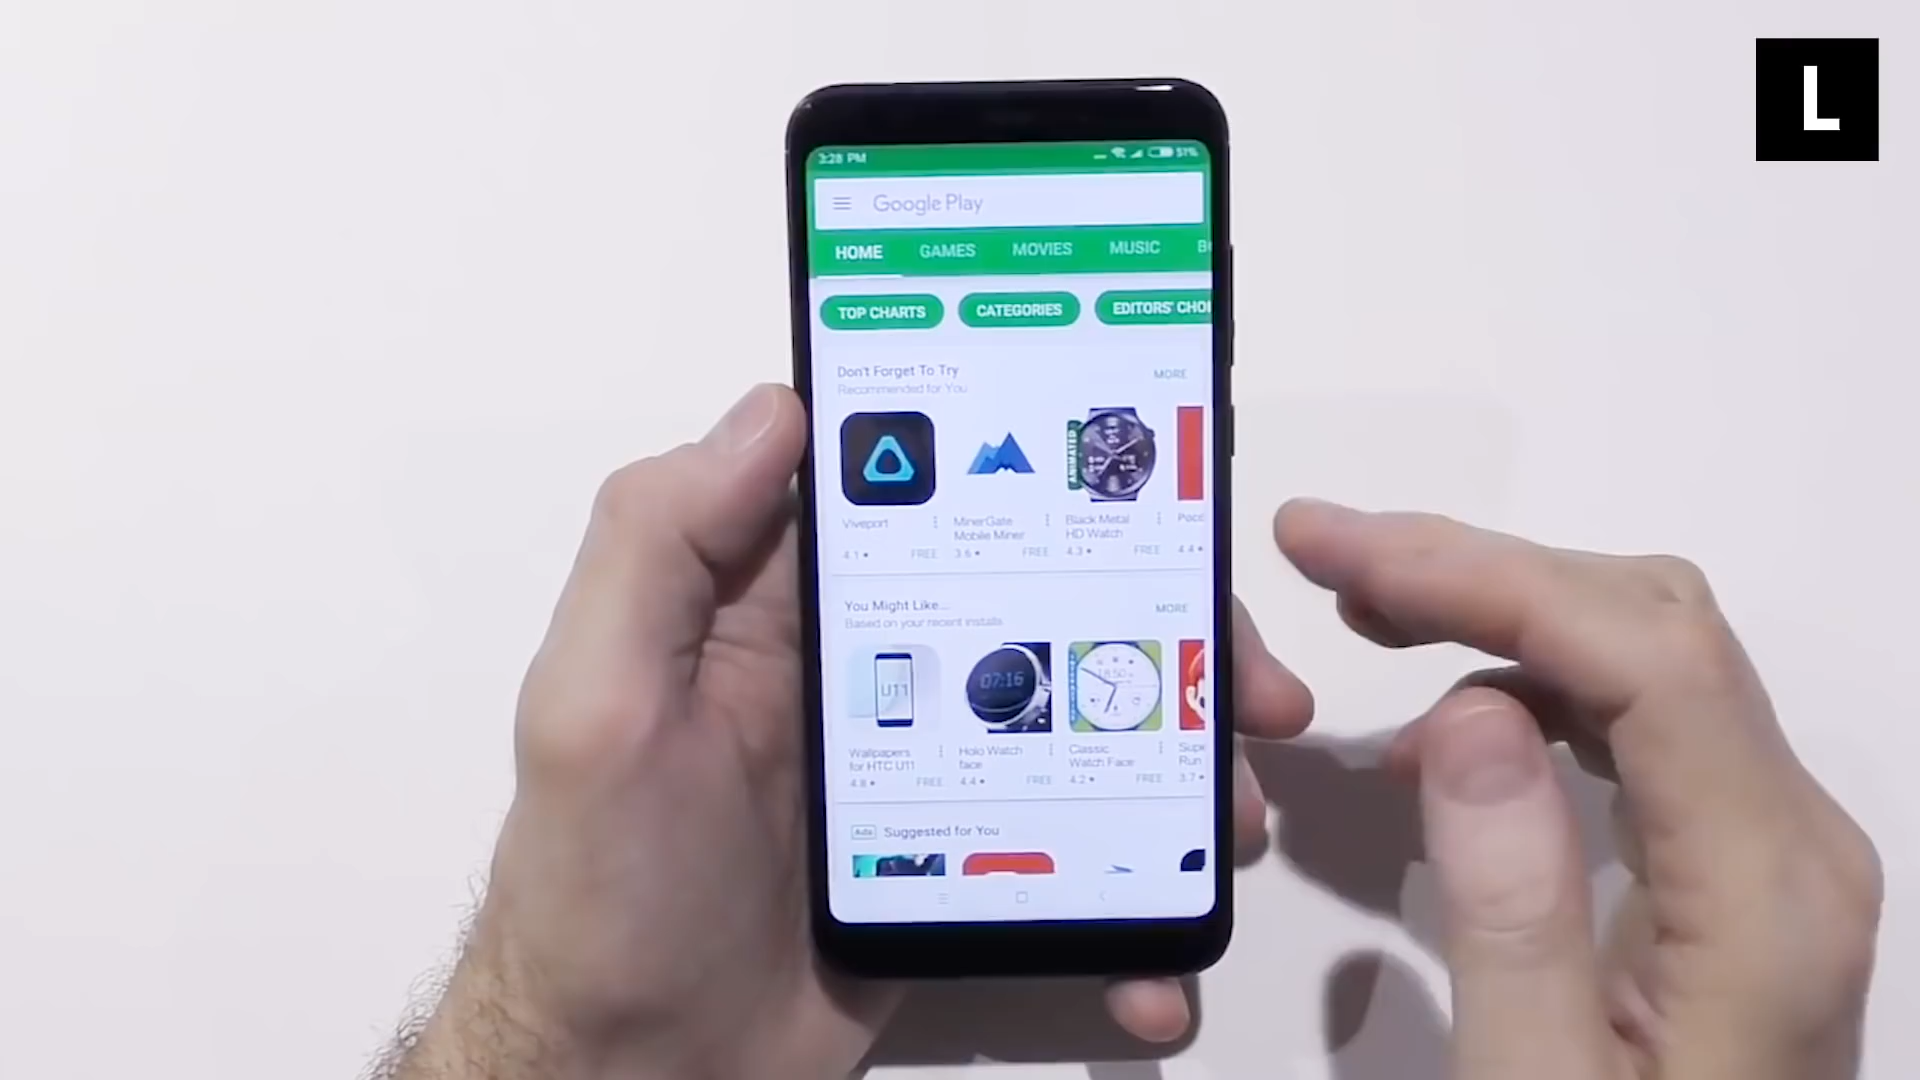 L
3:28 PM
51%
Google Play
HOME GAMES MOVIES MUSIC
TOP CHARTS CATEGORIES EDITORS' CHOI
Don't Forget To Try
MORE
Recommended for You
ANIMATED
Viveport
MinerGate
Mobile Miner
Black Metal
HD Watch
4.1 FREE 3.6 FREE 4.3 FREE 4.4
You Might Like...
MORE
Based on your recent installs
U11
07:16
Wallpapers
for HTC U11
Holo Watch
face
Classic
Watch Face
Supe
Run
4.8 FREE 4.4 FREE 4.2 FREE 3.7
Ads Suggested for You